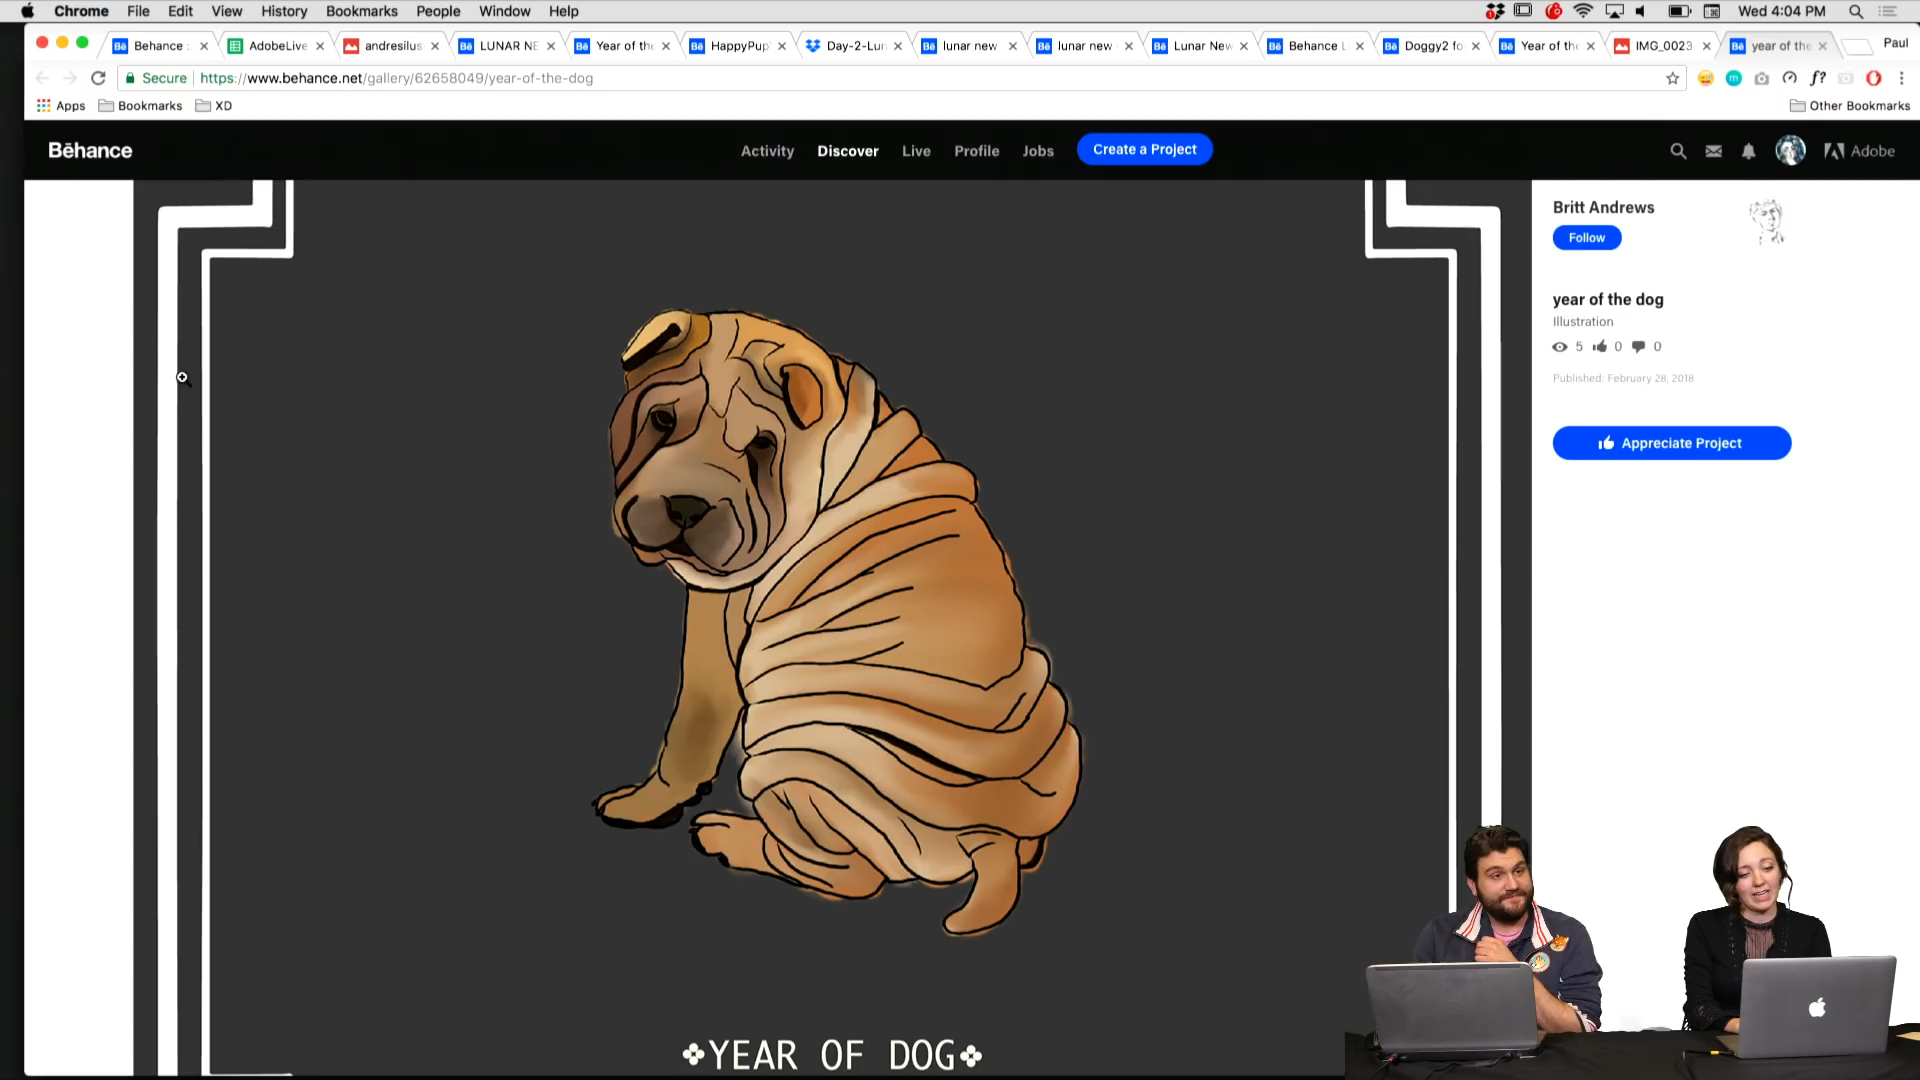 Chrome File Edit View History Bookmarks People Window Help Wed 4:04 PM
Behance : AdobeLive andresilus LUNAR NE Year of the HappyPup Day-2-Lun lunar new lunar new Lunar New Behance L Doggy2 fo Year of the IMG_0023 year of the Paul
Secure https://www.behance.net/gallery/62658049/year-of-the-dog f?
Apps Bookmarks XD Other Bookmarks
Bēhance Activity Discover Live Profile Jobs Create a Project Adobe
Britt Andrews
Follow
year of the dog
Illustration
5 0 0
Published: February 28, 2018
Appreciate Project
YEAR OF DOG